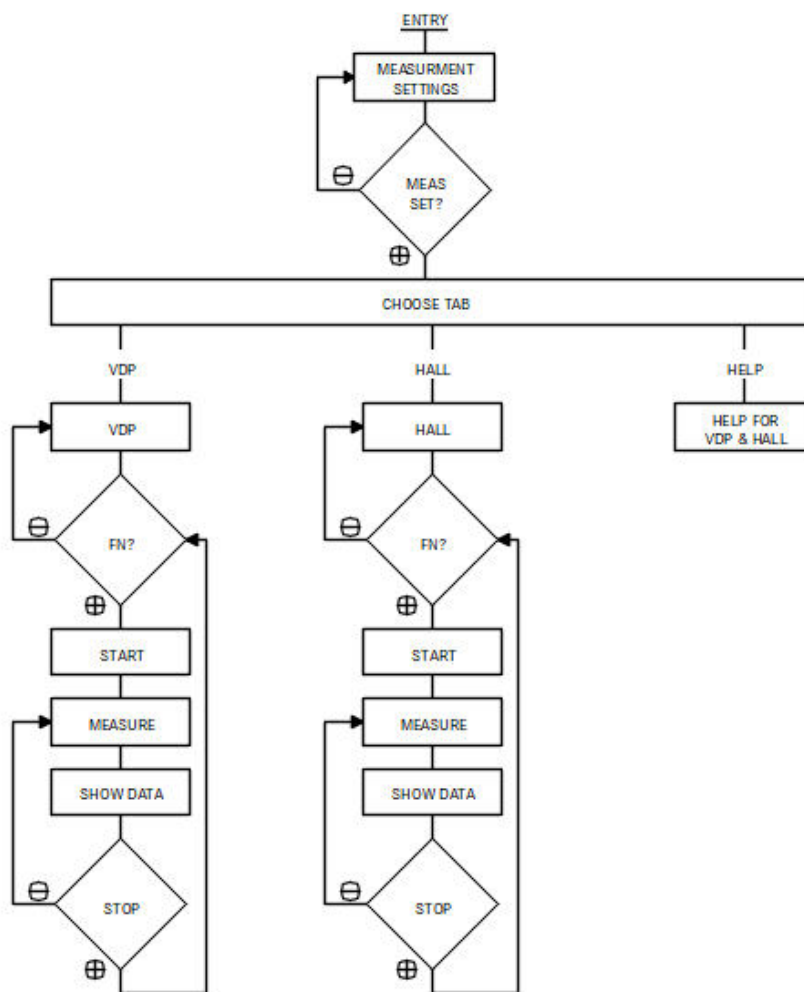 ENTRY
MEASURMENT
SETTINGS
MEAS
SET?
CHOOSE TAB
VDP
HALL
HELP
VDP
HALL
HELP FOR
VDP & HALL
FN?
FN?
START
START
MEASURE
MEASURE
SHOW DATA
SHOW DATA
STOP
STOP